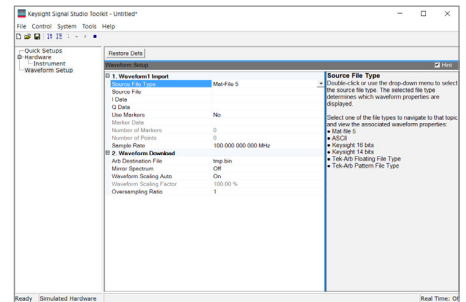 Keysight Signal Studio Toolkit - Untitled*
File Control System Tools Help
Quick Setups
Hardware
Instrument
Waveform Setup
Restore Defs
Waveform Setup
Hint
1. Waveform1 Import
Source File Type Mat-File 5
Source File
I Data
Q Data
Use Markers No
Marker Data
Number of Markers 0
Number of Points 0
Sample Rate 100.000 000 000 MHz
2. Waveform Download
Arb Destination File tmp.bin
Mirror Spectrum Off
Waveform Scaling Auto On
Waveform Scaling Factor 100.00 %
Oversampling Ratio 1
Source File Type
Double-click or use the drop-down menu to select
the source file type. The selected file type
determines which waveform properties are
displayed.
Select one of the file types to navigate to that topic
and view the associated waveform properties:
● Mat-file 5
● ASCII
● Keysight 16 bits
● Keysight 14 bits
● Tek-Arb Floating File Type
● Tek-Arb Pattern File Type
Ready Simulated Hardware
Real Time: Of